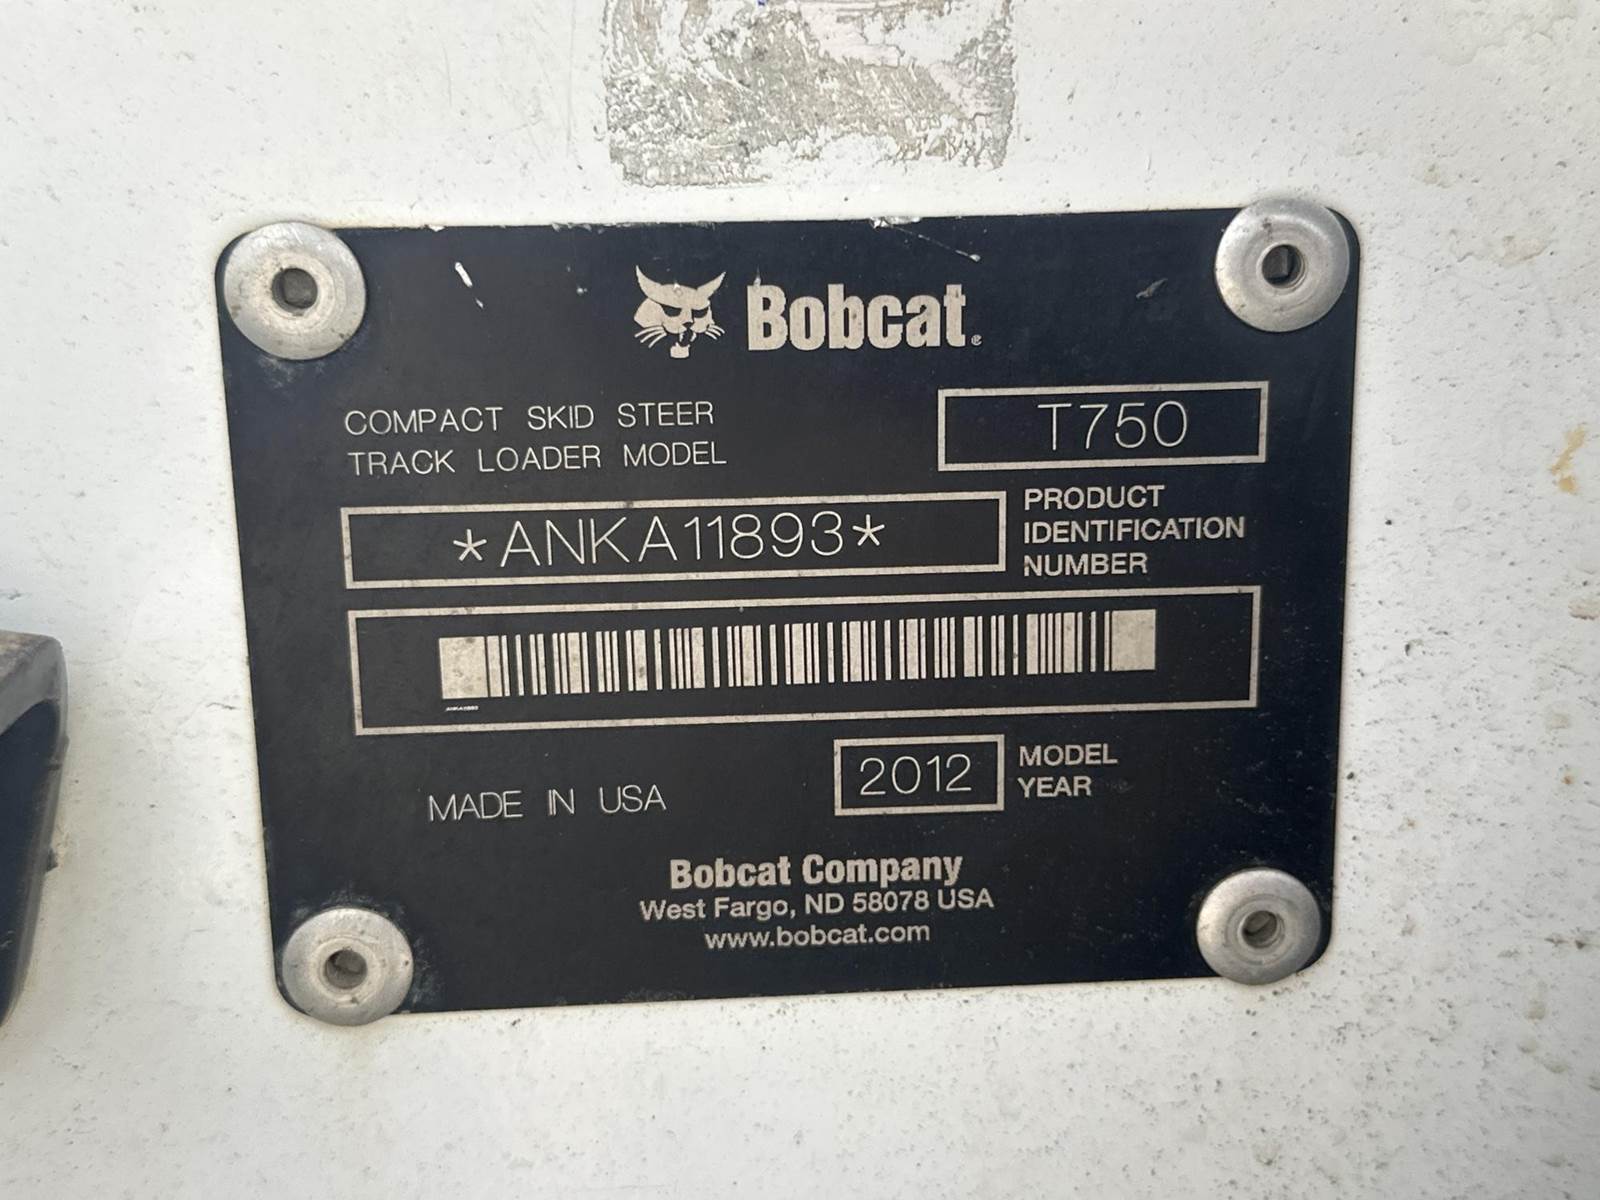 Bobcat
COMPACT SKID STEER
TRACK LOADER MODEL
T750
*ANKA11893*
PRODUCT
IDENTIFICATION
NUMBER
MADE IN USA
2012
MODEL
YEAR
Bobcat Company
West Fargo, ND 58078 USA
www.bobcat.com